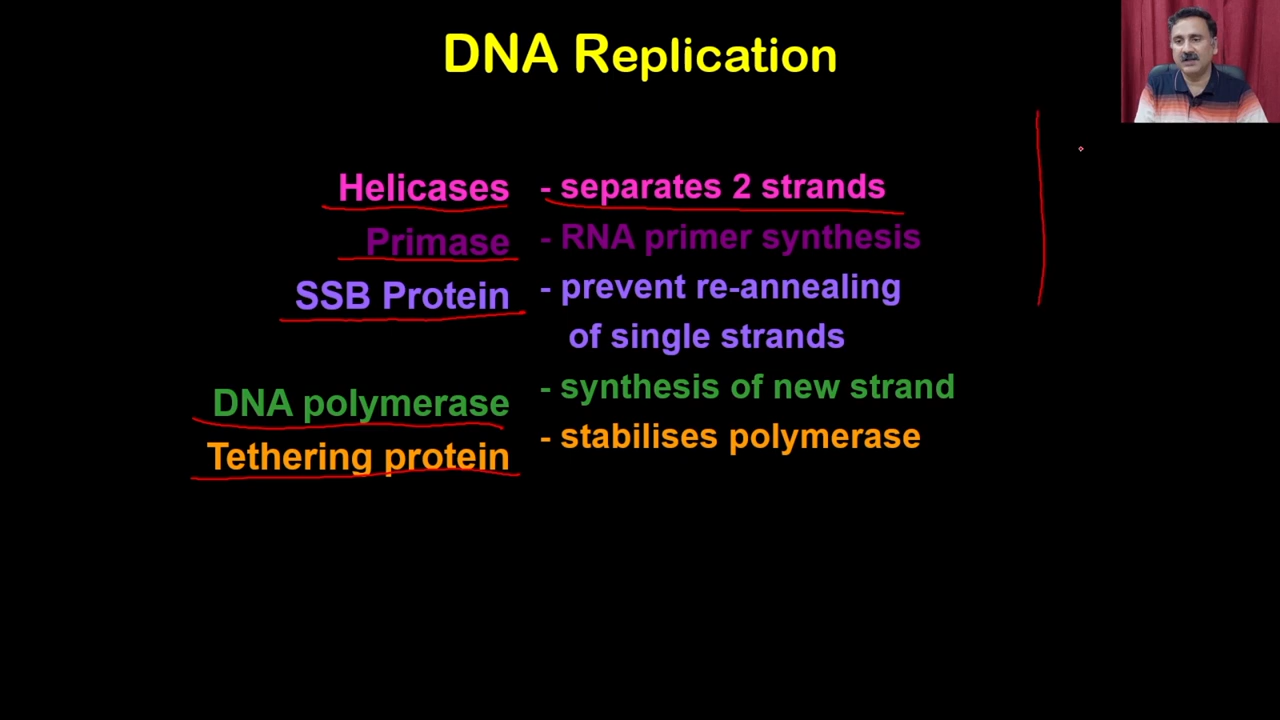 DNA Replication
Helicases - separates 2 strands
Primase - RNA primer synthesis
SSB Protein - prevent re-annealing
of single strands
DNA polymerase - synthesis of new strand
Tethering protein - stabilises polymerase